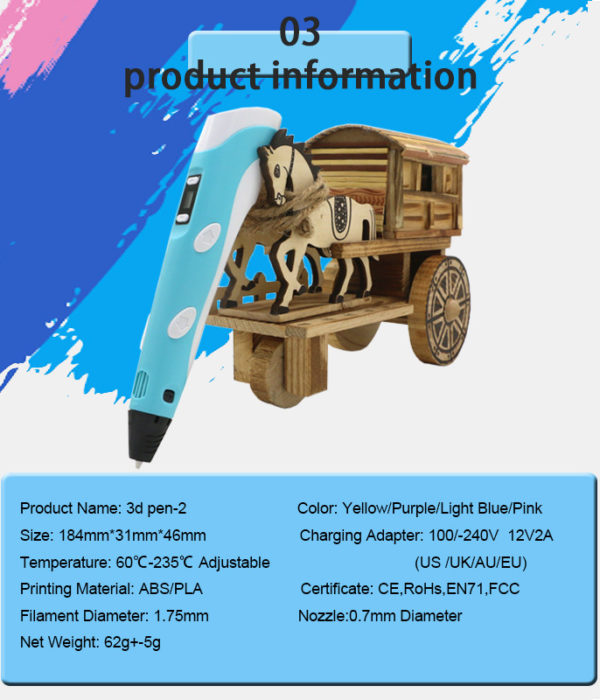 03
product information
Product Name: 3d pen-2
Color: Yellow/Purple/Light Blue/Pink
Size: 184mm*31mm*46mm
Charging Adapter: 100/-240V 12V2A
(US /UK/AU/EU)
Temperature: 60℃-235℃ Adjustable
Printing Material: ABS/PLA
Certificate: CE,RoHs,EN71,FCC
Filament Diameter: 1.75mm
Nozzle:0.7mm Diameter
Net Weight: 62g+-5g